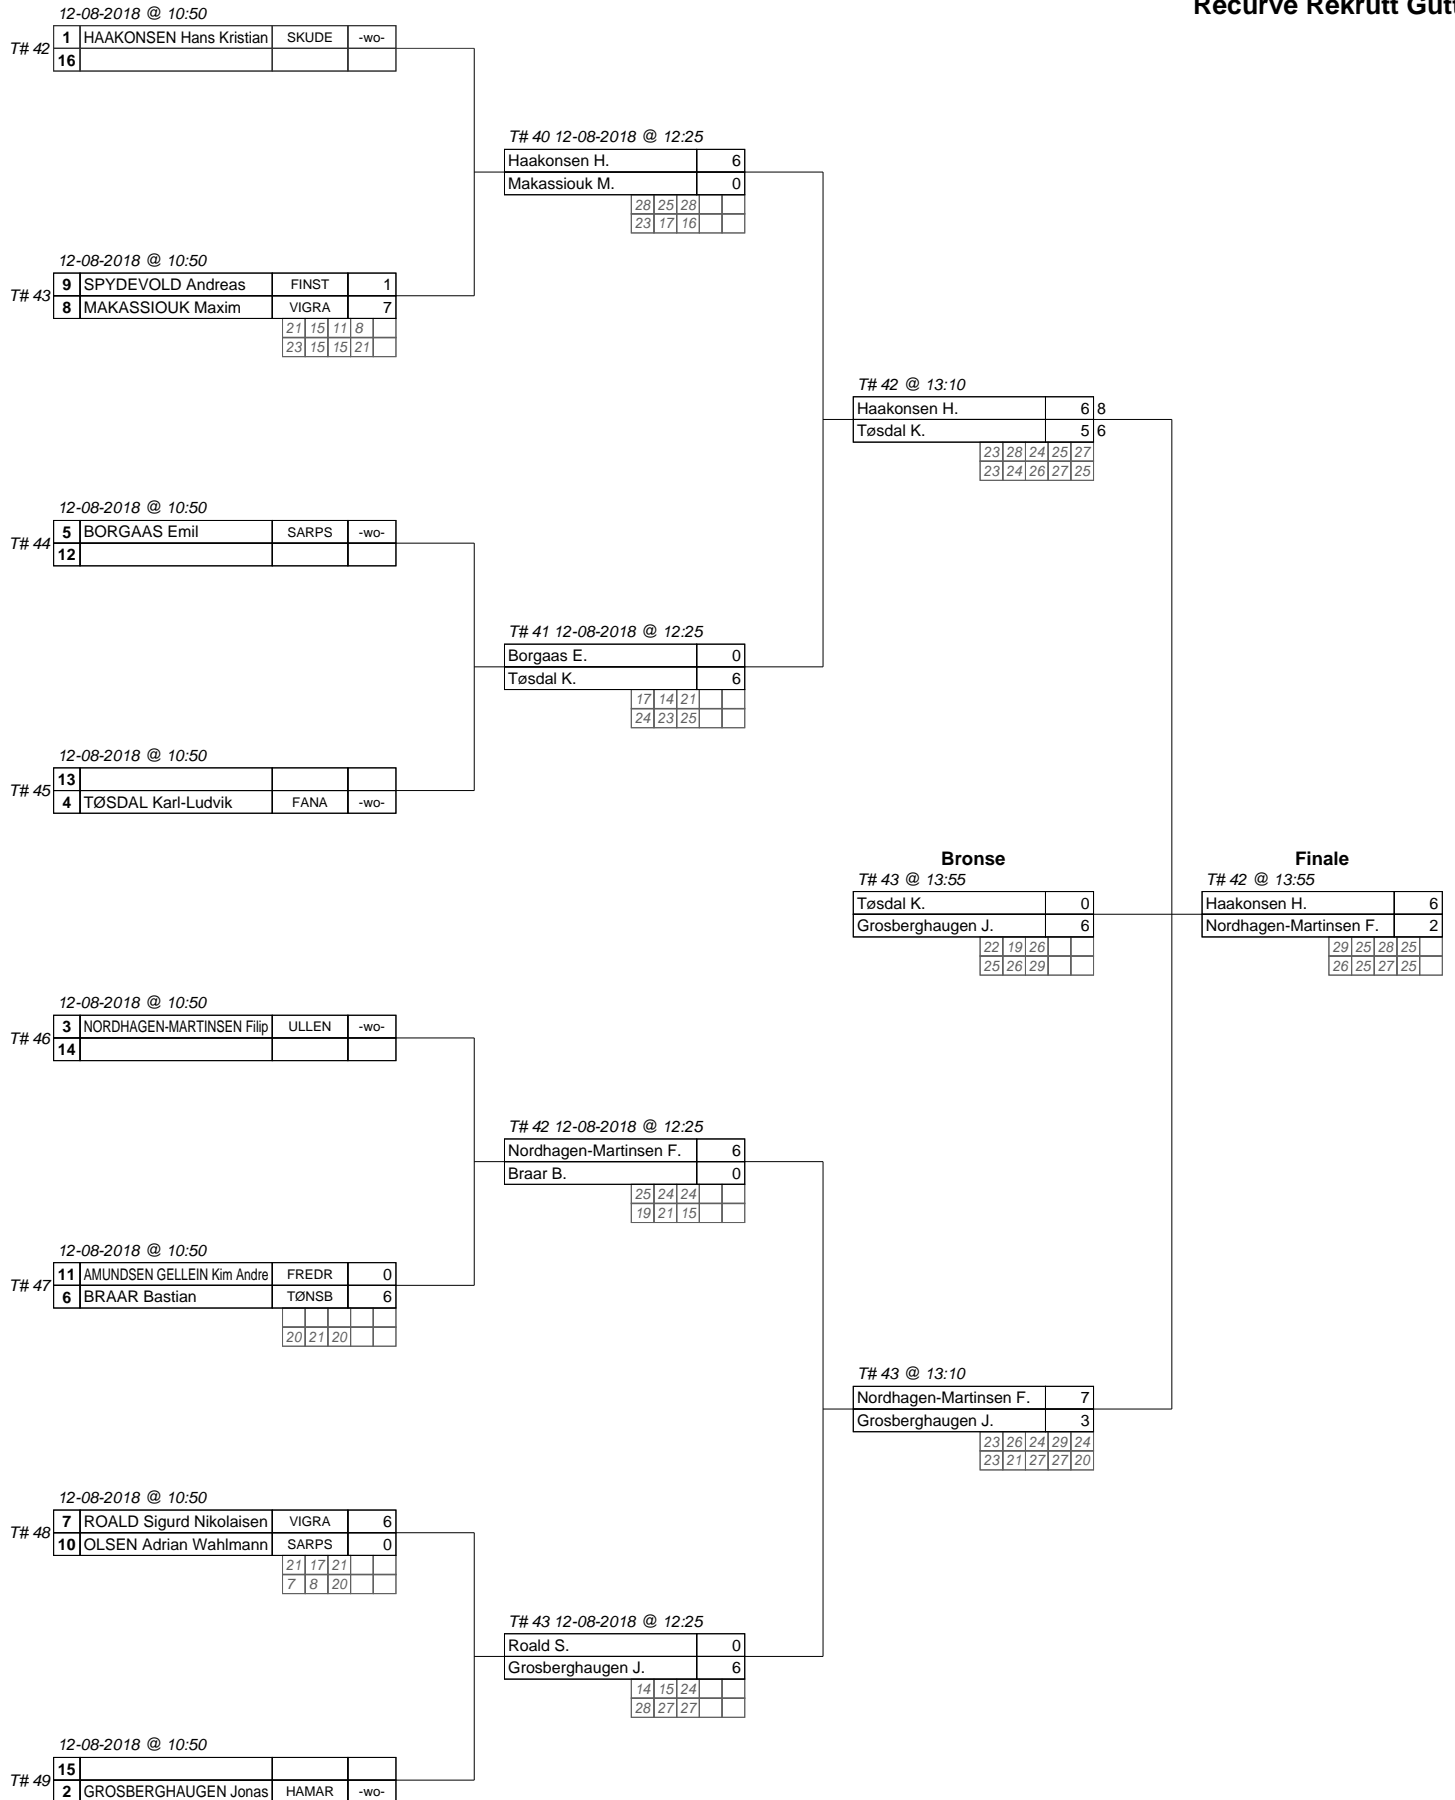 Recurve Rekrutt Gutt
12-08-2018 @ 10:50
T# 42
1 HAAKONSEN Hans Kristian SKUDE -wo-
16
T# 40 12-08-2018 @ 12:25
Haakonsen H. 6
Makassiouk M. 0
28 25 28
23 17 16
12-08-2018 @ 10:50
T# 43
9 SPYDEVOLD Andreas FINST 1
8 MAKASSIOUK Maxim VIGRA 7
21 15 11 8
23 15 15 21
T# 42 @ 13:10
Haakonsen H. 6 8
Tøsdal K. 5 6
23 28 24 25 27
23 24 26 27 25
12-08-2018 @ 10:50
T# 44
5 BORGAAS Emil SARPS -wo-
12
T# 41 12-08-2018 @ 12:25
Borgaas E. 0
Tøsdal K. 6
17 14 21
24 23 25
12-08-2018 @ 10:50
T# 45
13
4 TØSDAL Karl-Ludvik FANA -wo-
Bronse
T# 43 @ 13:55
Tøsdal K. 0
Grosberghaugen J. 6
22 19 26
25 26 29
Finale
T# 42 @ 13:55
Haakonsen H. 6
Nordhagen-Martinsen F. 2
29 25 28 25
26 25 27 25
12-08-2018 @ 10:50
T# 46
3 NORDHAGEN-MARTINSEN Filip ULLEN -wo-
14
T# 42 12-08-2018 @ 12:25
Nordhagen-Martinsen F. 6
Braar B. 0
25 24 24
19 21 15
12-08-2018 @ 10:50
T# 47
11 AMUNDSEN GELLEIN Kim Andre FREDR 0
6 BRAAR Bastian TØNSB 6
20 21 20
T# 43 @ 13:10
Nordhagen-Martinsen F. 7
Grosberghaugen J. 3
23 26 24 29 24
23 21 27 27 20
12-08-2018 @ 10:50
T# 48
7 ROALD Sigurd Nikolaisen VIGRA 6
10 OLSEN Adrian Wahlmann SARPS 0
21 17 21
7 8 20
T# 43 12-08-2018 @ 12:25
Roald S. 0
Grosberghaugen J. 6
14 15 24
28 27 27
12-08-2018 @ 10:50
T# 49
15
2 GROSBERGHAUGEN Jonas HAMAR -wo-